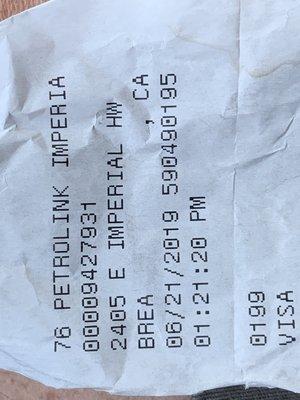 76 PETROLINK IMPERIA
00009427931
2405 E IMPERIAL HW
BREA , CA
06/21/2019 590490195
01:21:20 PM
0199
VISA